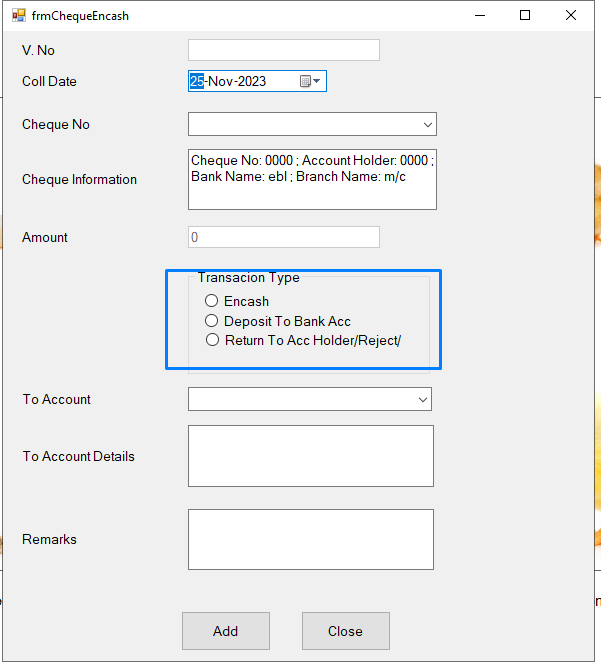 frmChequeEncash
V. No
Coll Date 25-Nov-2023
Cheque No
Cheque Information Cheque No: 0000 ; Account Holder: 0000 ;
Bank Name: ebl ; Branch Name: m/c
Amount 0
Transacion Type
Encash
Deposit To Bank Acc
Return To Acc Holder/Reject/
To Account
To Account Details
Remarks
Add Close